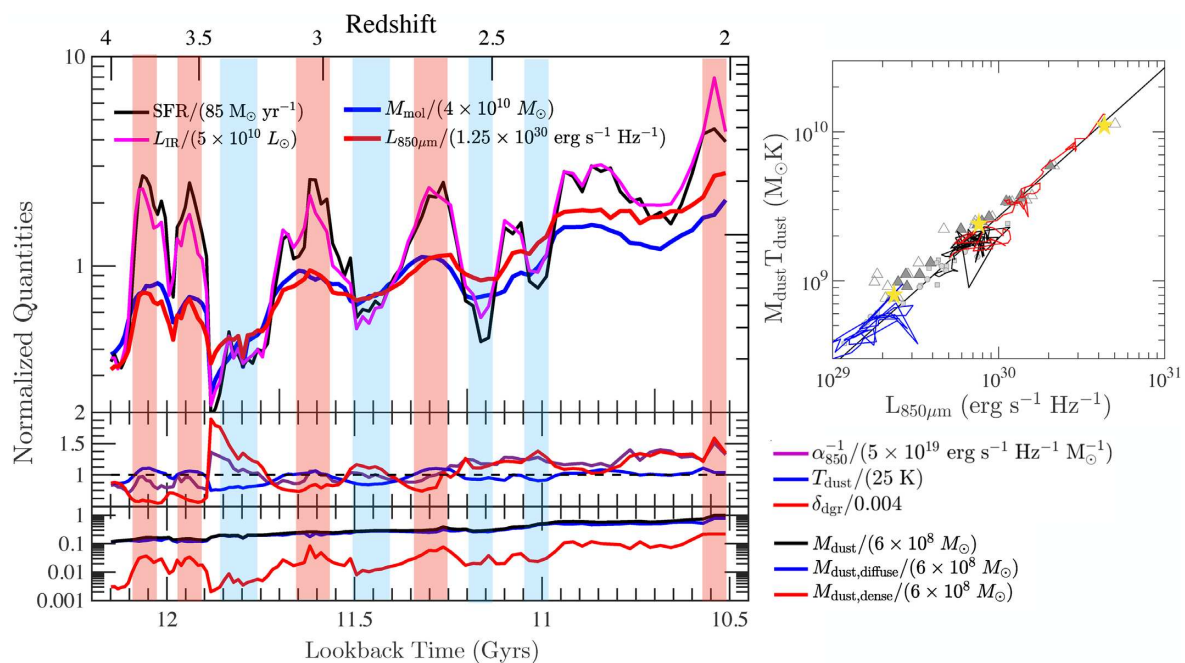 Redshift
4 3.5 3 2.5 2
10
SFR/(85 M⊙ yr⁻¹) M_mol/(4 × 10¹⁰ M⊙)
L_IR/(5 × 10¹⁰ L⊙) L_850μm/(1.25 × 10³⁰ erg s⁻¹ Hz⁻¹)
1
Normalized Quantities
2
1.5
1
1
0.1
0.01
0.001
12 11.5 11 10.5
Lookback Time (Gyrs)
M_dust T_dust (M⊙K)
10¹⁰
10⁹
10²⁹ 10³⁰ 10³¹
L_850μm (erg s⁻¹ Hz⁻¹)
α⁻¹_850/(5 × 10¹⁹ erg s⁻¹ Hz⁻¹ M⊙⁻¹)
T_dust/(25 K)
δ_dgr/0.004
M_dust/(6 × 10⁸ M⊙)
M_dust,diffuse/(6 × 10⁸ M⊙)
M_dust,dense/(6 × 10⁸ M⊙)